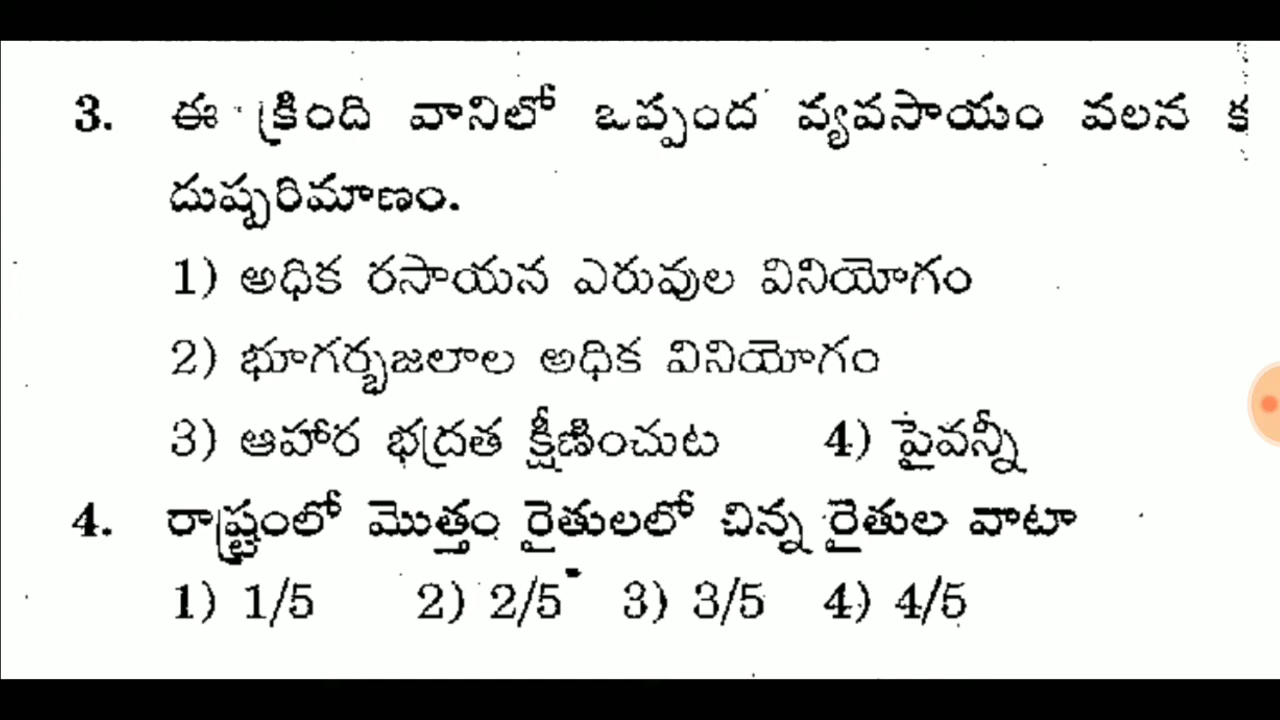 3. ఈ క్రింది వానిలో ఒప్పంద వ్యవసాయం వలన
దుష్పరిమాణం.
1) అధిక రసాయన ఎరువుల వినియోగం
2) భూగర్భజలాల అధిక వినియోగం
3) ఆహార భద్రత క్షీణించుట 4) పైవన్నీ
4. రాష్ట్రంలో మొత్తం రైతులలో చిన్న రైతుల వాటా
1) 1/5 2) 2/5 3) 3/5 4) 4/5